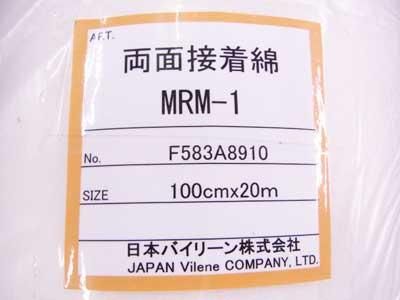 A.F.T.
両面接着綿
MRM-1
No. F583A8910
SIZE 100cmx20m
日本バイリーン株式会社
JAPAN Vilene COMPANY, LTD.